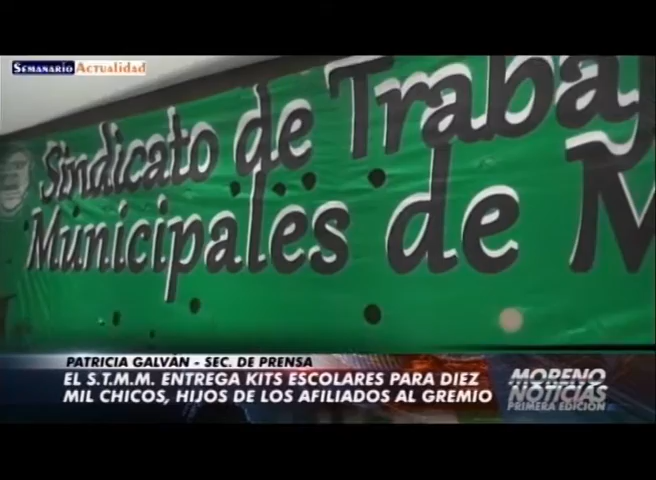 SEMANARIO Actualidad
Sindicato de Traba
Municipales de M
PATRICIA GALVÁN - SEC. DE PRENSA
EL S.T.M.M. ENTREGA KITS ESCOLARES PARA DIEZ
MIL CHICOS, HIJOS DE LOS AFILIADOS AL GREMIO
MORENO
NOTICIAS
PRIMERA EDICIÓN